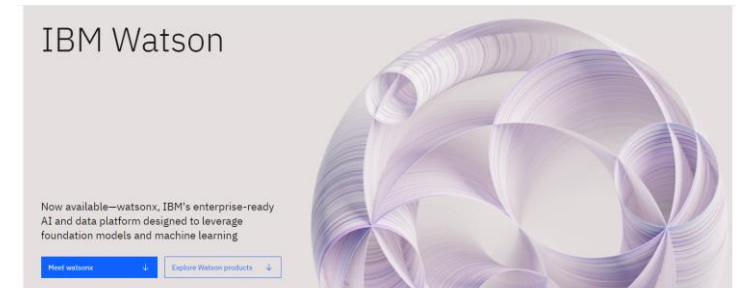 IBM Watson
Now available—watsonx, IBM's enterprise-ready
AI and data platform designed to leverage
foundation models and machine learning
Meet watsonx ↓
Explore Watson products ↓